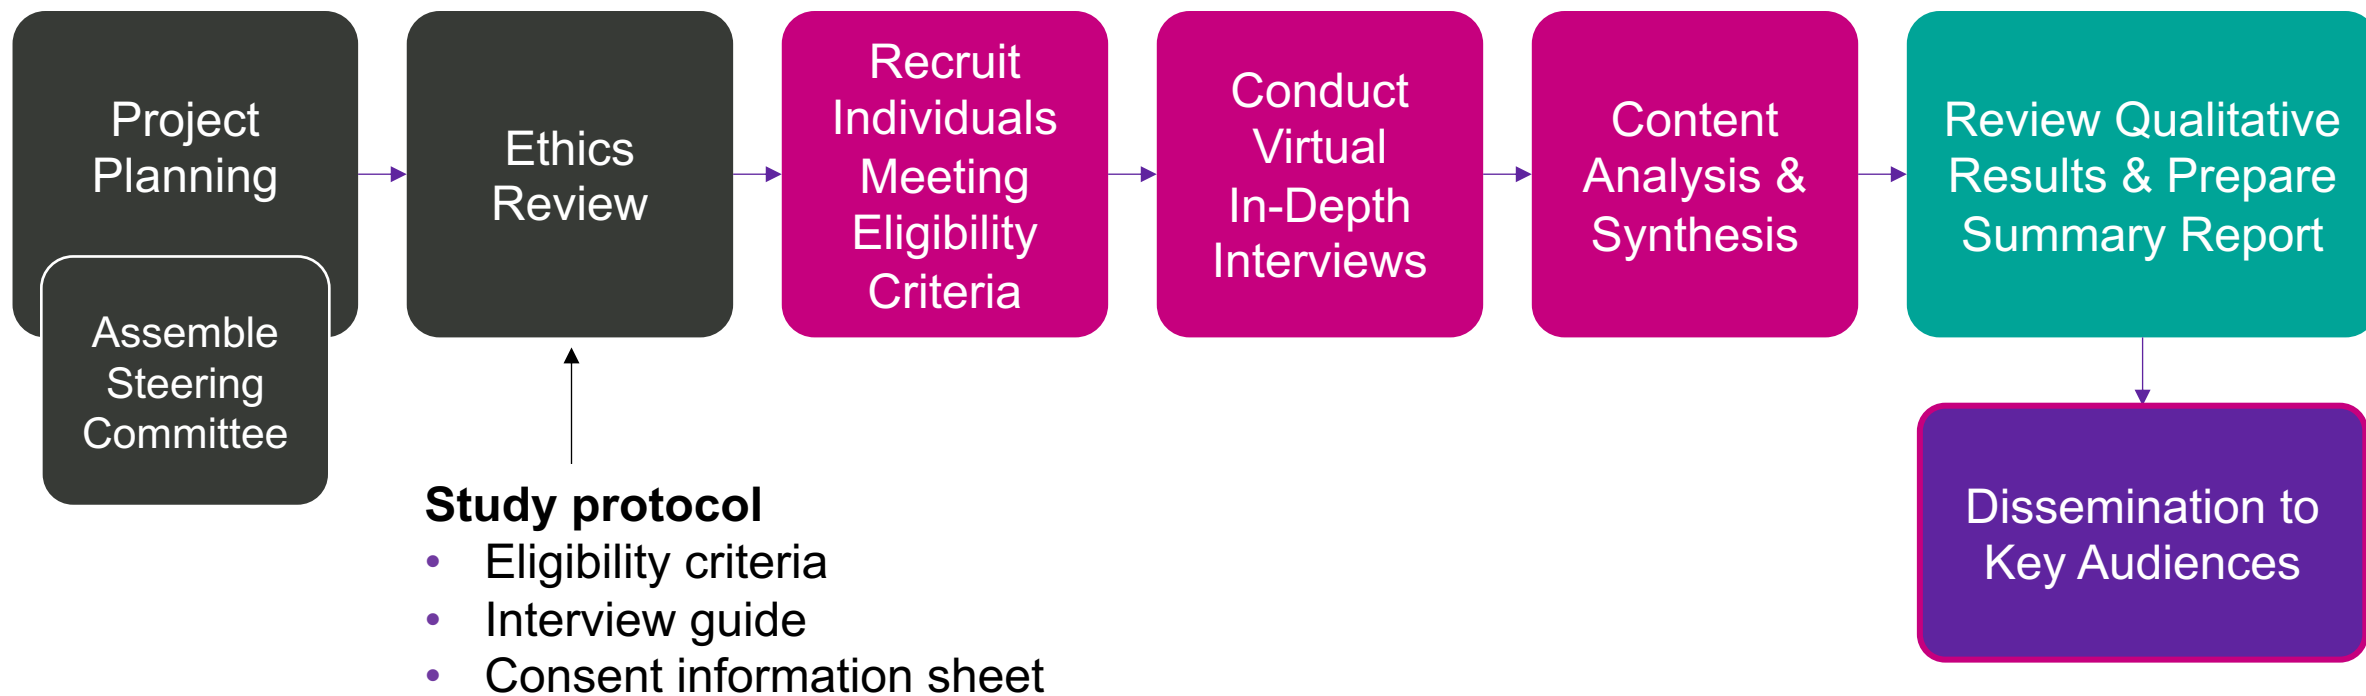 Project
Planning
Assemble
Steering
Committee
Ethics
Review
Study protocol
• Eligibility criteria
• Interview guide
• Consent information sheet
Recruit
Individuals
Meeting
Eligibility
Criteria
Conduct
Virtual
In-Depth
Interviews
Content
Analysis &
Synthesis
Review Qualitative
Results & Prepare
Summary Report
Dissemination to
Key Audiences